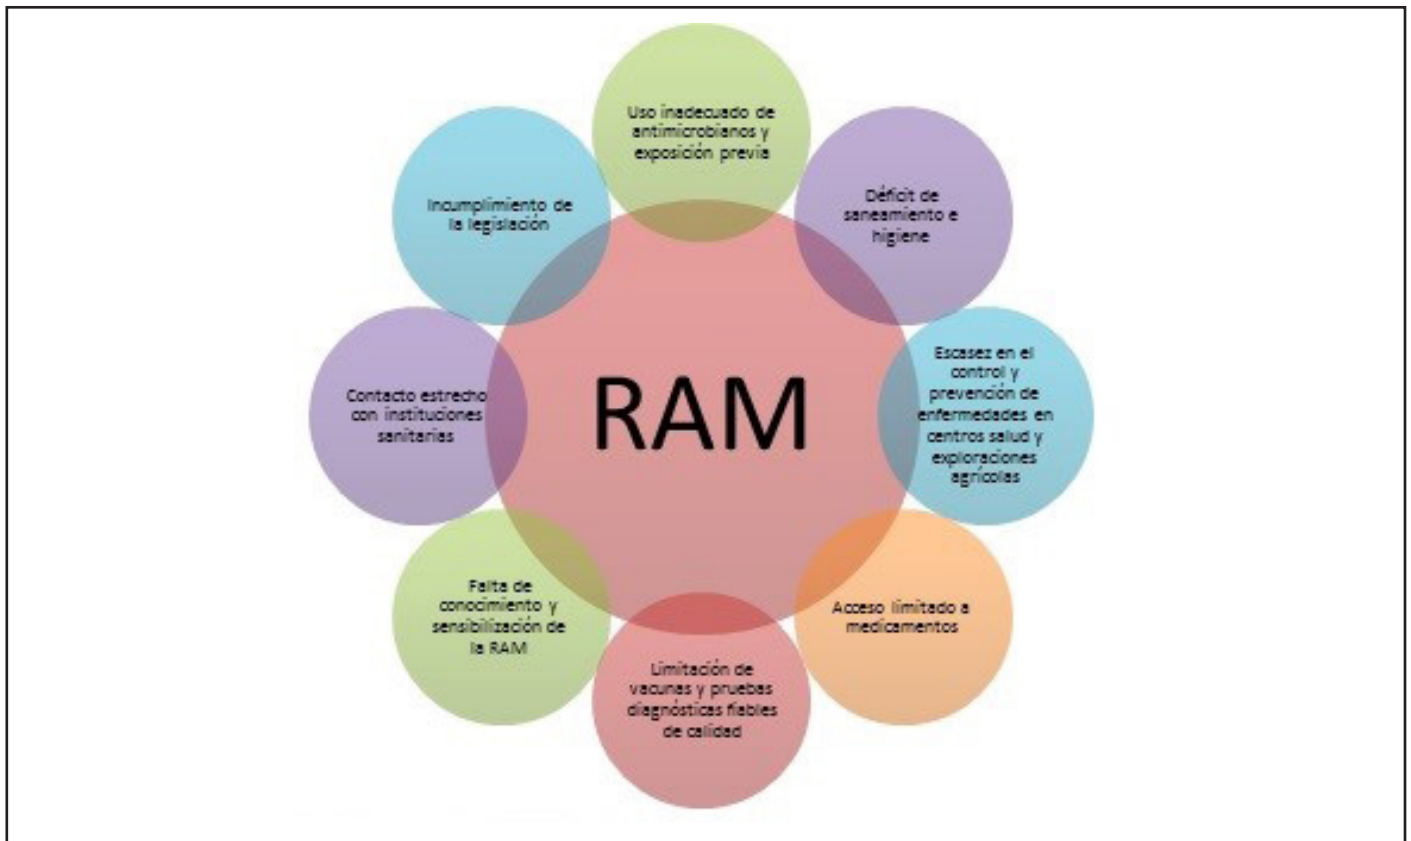 Uso inadecuado de
antimicrobianos y
exposición previa
Déficit de
saneamiento e
higiene
Escasez en el
control y
prevención de
enfermedades en
centros salud y
exploraciones
agrícolas
Acceso limitado a
medicamentos
Limitación de
vacunas y pruebas
diagnósticas fiables
de calidad
Falta de
conocimiento y
sensibilización de
la RAM
Contacto estrecho
con instituciones
sanitarias
Incumplimiento de
la legislación
RAM